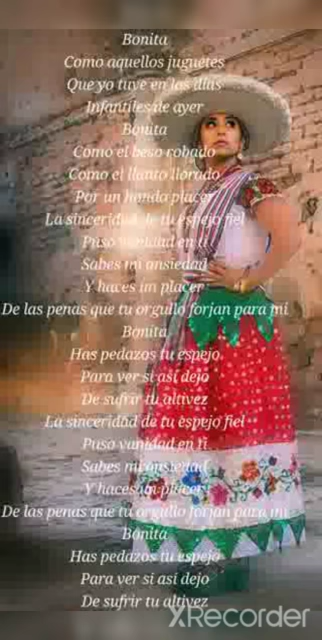 Bonita
Como aquellos juguetes
Que yo tuve en las días
Infantiles de ayer
Bonita
Como el beso robado
Como el llanto llorado
Por un hondo placer
La sinceridad de tu espejo fiel
Puso vanidad en ti
Sabes mi ansiedad
Y haces un placer
De las penas que tu orgullo forjan para mi
Bonita
Has pedazos tu espejo
Para ver si así dejo
De sufrir tu altivez
La sinceridad de tu espejo fiel
Puso vanidad en ti
Sabes mi ansiedad
Y haces un placer
De las penas que tu orgullo forjan para mi
Bonita
Has pedazos tu espejo
Para ver si asi dejo
De sufrir tu altivez
XRecorder